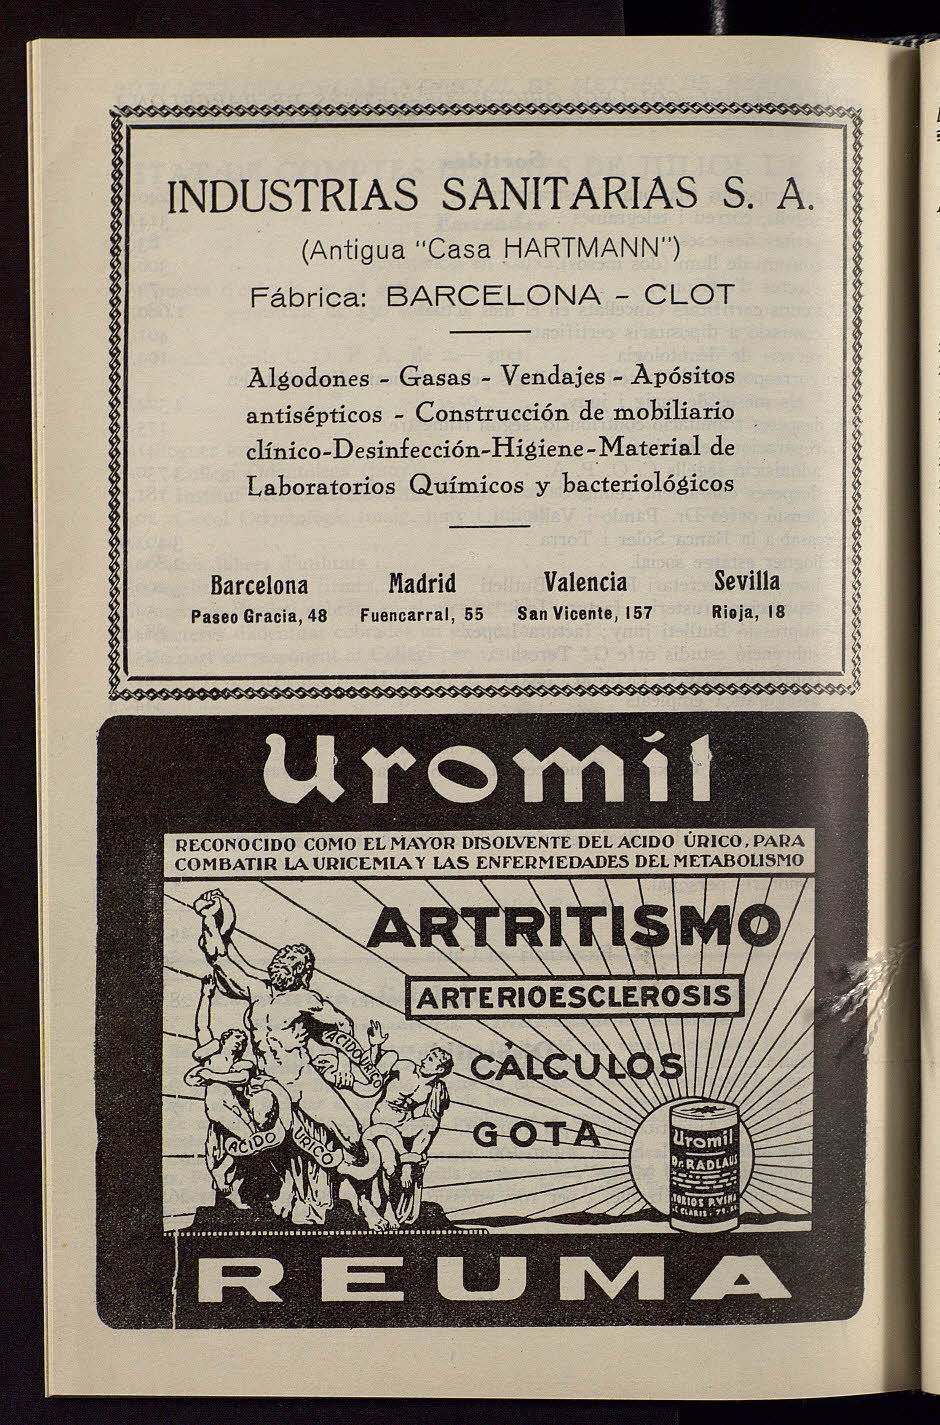 INDUSTRIAS SANITARIAS S. A.
(Antigua "Casa HARTMANN")
Fábrica: BARCELONA - CLOT
Algodones - Gasas - Vendajes - Apósitos
antisépticos - Construcción de mobiliario
clínico-Desinfección-Higiene-Material de
Laboratorios Químicos y bacteriológicos
Barcelona Madrid Valencia Sevilla
Paseo Gracia, 48 Fuencarral, 55 San Vicente, 157 Rioja, 18
Uromil
RECONOCIDO COMO EL MAYOR DISOLVENTE DEL ACIDO ÚRICO, PARA
COMBATIR LA URICEMIA Y LAS ENFERMEDADES DEL METABOLISMO
ARTRITISMO
ARTERIOESCLEROSIS
CÁLCULOS
GOTA
ACIDO URICO
ACIDO ÚRICO
Uromil
Dr. RADLAUS
REUMA